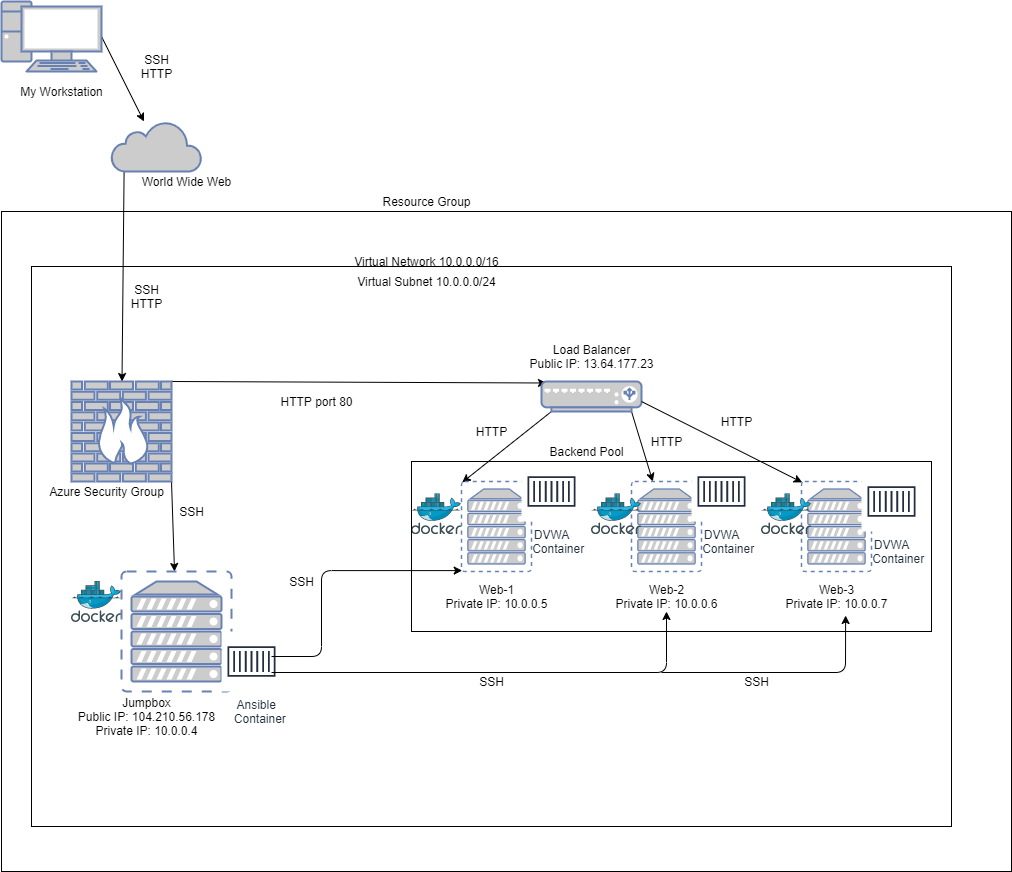 SSH
HTTP
My Workstation
World Wide Web
Resource Group
Virtual Network 10.0.0.0/16
Virtual Subnet 10.0.0.0/24
SSH
HTTP
Load Balancer
Public IP: 13.64.177.23
HTTP port 80
HTTP
HTTP
HTTP
Backend Pool
Azure Security Group
SSH
docker
DVWA
Container
docker
DVWA
Container
docker
DVWA
Container
Web-1
Private IP: 10.0.0.5
Web-2
Private IP: 10.0.0.6
Web-3
Private IP: 10.0.0.7
SSH
docker
Jumpbox
Public IP: 104.210.56.178
Private IP: 10.0.0.4
Ansible
Container
SSH
SSH